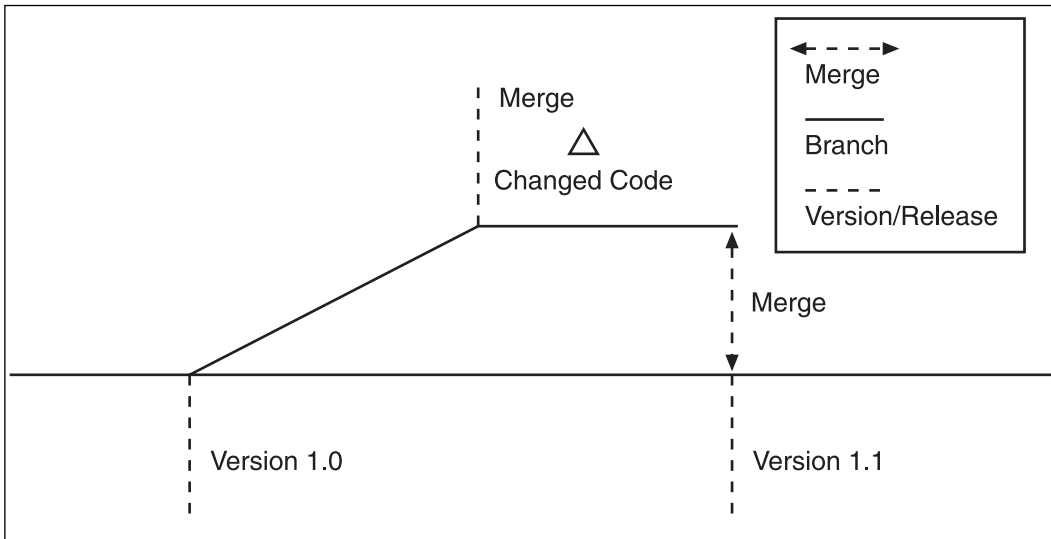 Merge
Branch
Version/Release
Merge
Changed Code
Merge
Version 1.0
Version 1.1